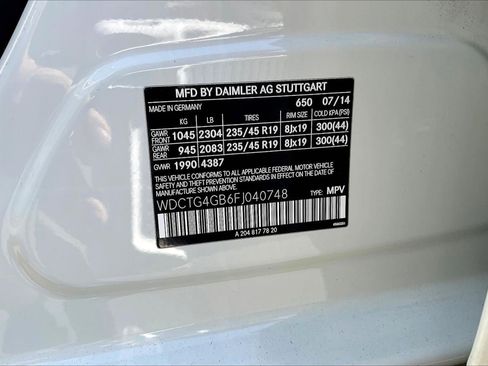 MFD BY DAIMLER AG STUTTGART
MADE IN GERMANY 650 07/14
KG LB TIRES RIM SIZE COLD KPA(PSI)
GAWR FRONT 1045 2304 235/45 R19 8Jx19 300(44)
GAWR REAR 945 2083 235/45 R19 8Jx19 300(44)
GVWR 1990 4387
THIS VEHICLE CONFORMS TO ALL APPLICABLE FEDERAL MOTOR VEHICLE
SAFETY AND THEFT PREVENTION STANDARDS IN EFFECT ON THE DATE OF
MANUFACTURE SHOWN ABOVE.
WDCTG4GB6FJ040748 TYPE: MPV
A 204 817 78 20